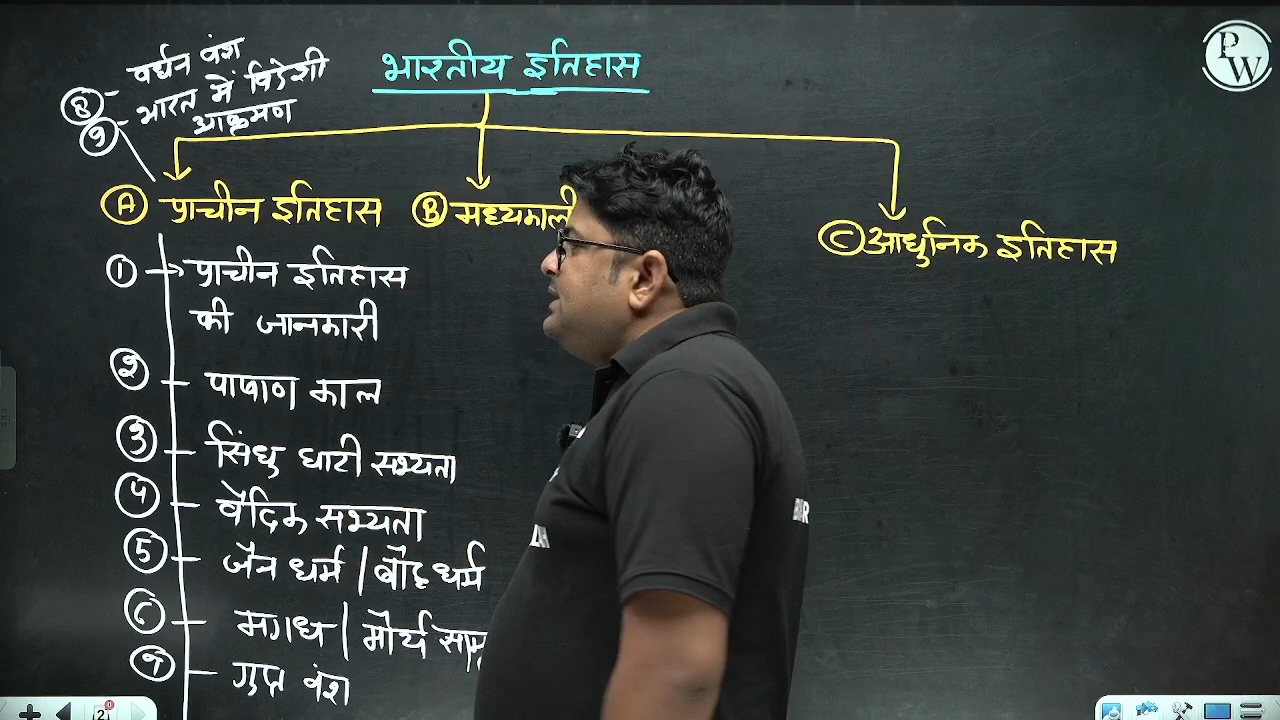 भारतीय इतिहास
PW
8 - वर्धन वंश
9 - भारत में विदेशी
आक्रमण
A प्राचीन इतिहास
B मध्यकाली
C आधुनिक इतिहास
1 → प्राचीन इतिहास
की जानकारी
2 - पाषाण काल
3 - सिंधु घाटी सभ्यता
4 - वैदिक सभ्यता
5 - जैन धर्म / बौद्ध धर्म
6 - मगध / मौर्य
7 - गुप्त वंश